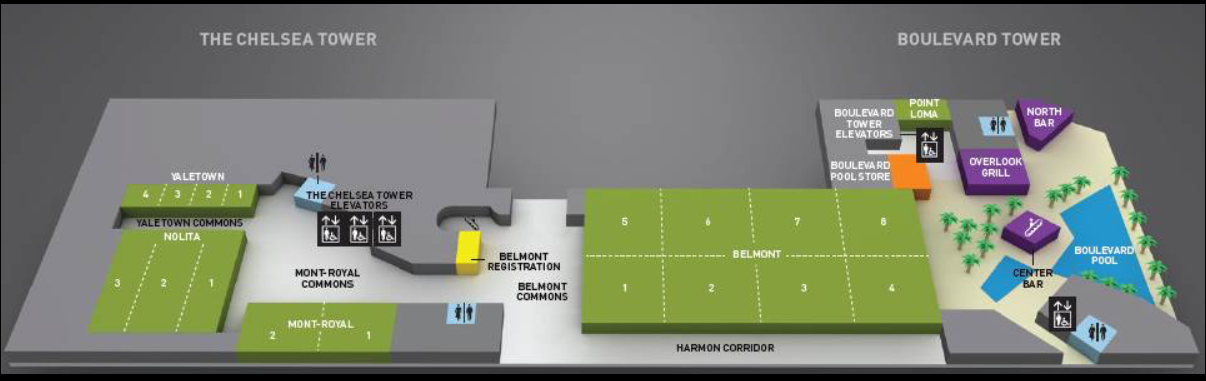 THE CHELSEA TOWER
BOULEVARD TOWER
YALETOWN
4 3 2 1
YALETOWN COMMONS
NOLITA
3 2 1
THE CHELSEA TOWER
ELEVATORS
MONT-ROYAL
COMMONS
MONT-ROYAL
2 1
BELMONT
REGISTRATION
BELMONT
COMMONS
5 6 7 8
BELMONT
1 2 3 4
HARMON CORRIDOR
BOULEVARD
TOWER
ELEVATORS
POINT
LOMA
BOULEVARD
POOL STORE
NORTH
BAR
OVERLOOK
GRILL
CENTER
BAR
BOULEVARD
POOL